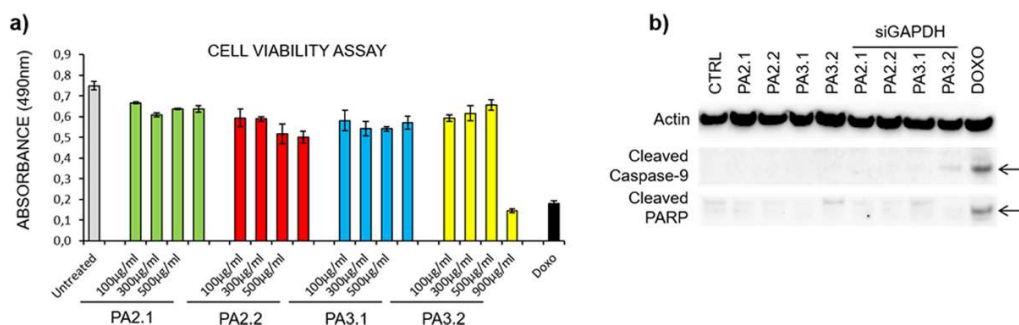 a)
CELL VIABILITY ASSAY
ABSORBANCE (490nm)
0,9
0,8
0,7
0,6
0,5
0,4
0,3
0,2
0,1
0,0
Untreated
100µg/ml
300µg/ml
500µg/ml
100µg/ml
300µg/ml
500µg/ml
100µg/ml
300µg/ml
500µg/ml
100µg/ml
300µg/ml
500µg/ml
900µg/ml
Doxo
PA2.1
PA2.2
PA3.1
PA3.2
b)
siGAPDH
CTRL
PA2.1
PA2.2
PA3.1
PA3.2
PA2.1
PA2.2
PA3.1
PA3.2
DOXO
Actin
Cleaved
Caspase-9
Cleaved
PARP